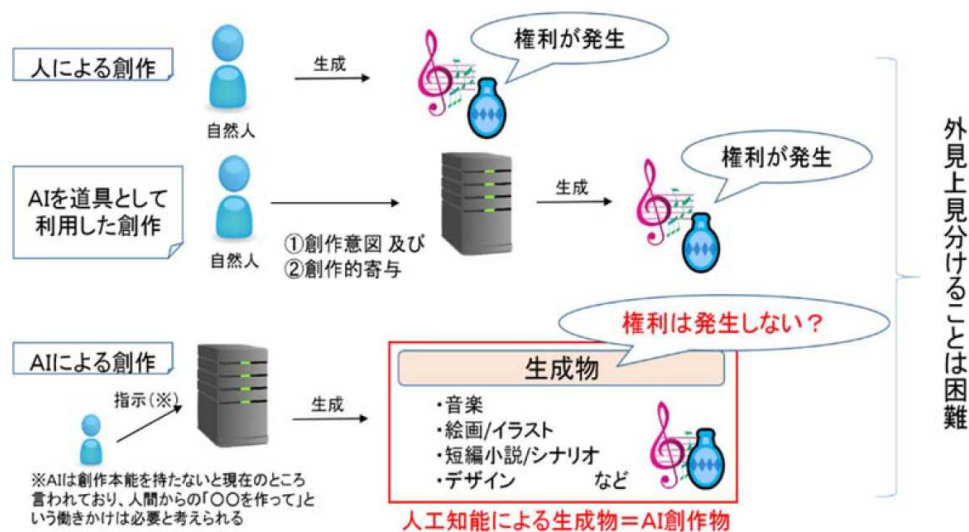 人による創作
自然人
生成
権利が発生
AIを道具として
利用した創作
自然人
①創作意図 及び
②創作的寄与
生成
権利が発生
AIによる創作
指示(※)
生成
権利は発生しない?
生成物
・音楽
・絵画/イラスト
・短編小説/シナリオ
・デザイン など
※AIは創作本能を持たないと現在のところ
言われており、人間からの「〇〇を作って」と
いう働きかけは必要と考えられる
人工知能による生成物=AI創作物
外見上見分けることは困難